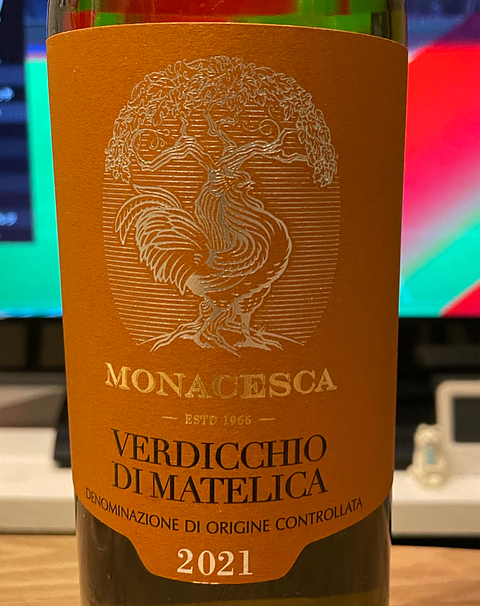 MONACESCA
ESTD 1966
VERDICCHIO
DI MATELICA
DENOMINAZIONE DI ORIGINE CONTROLLATA
2021